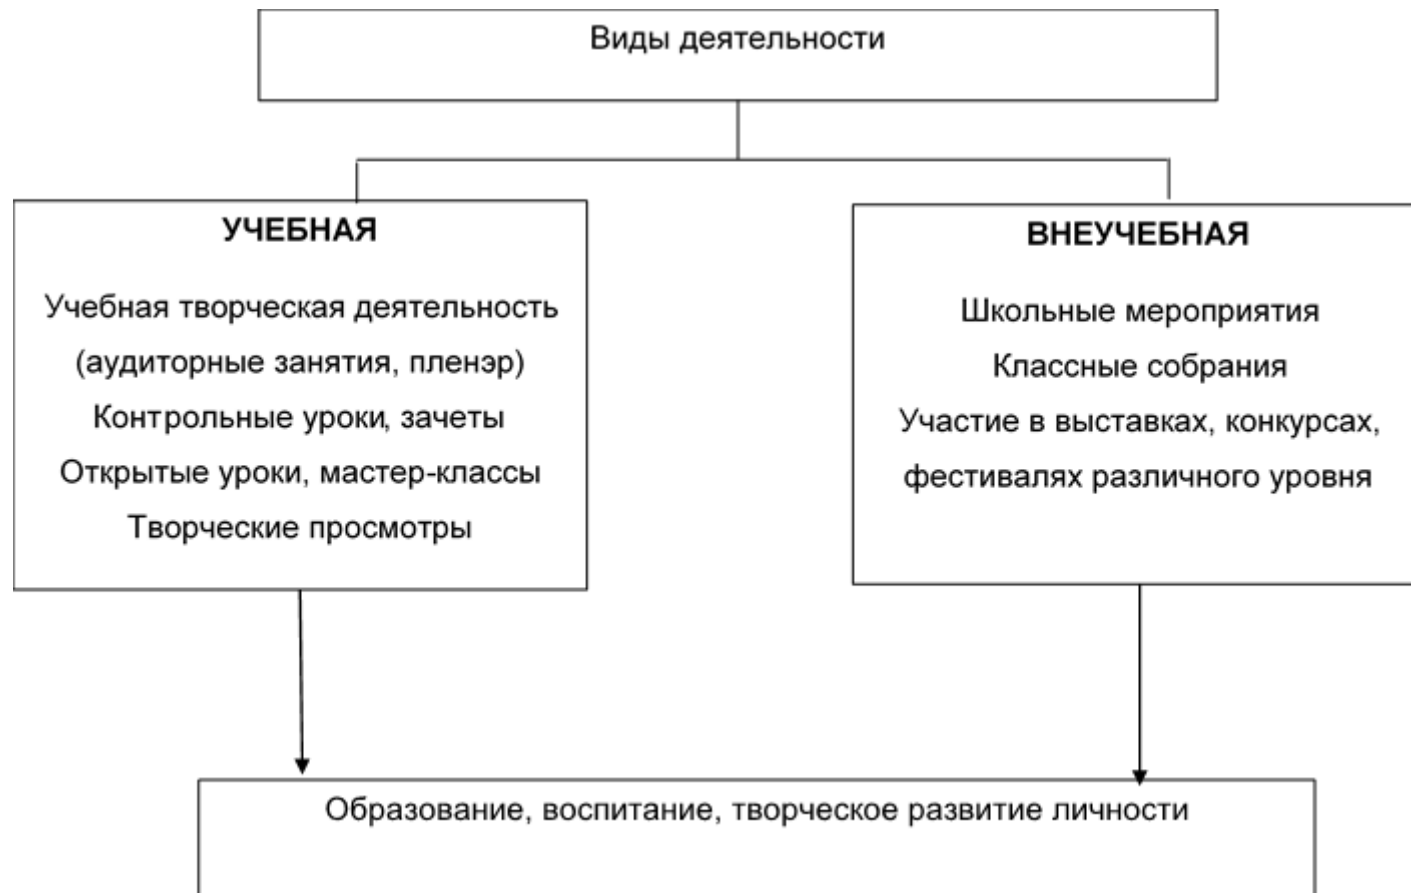 Виды деятельности
УЧЕБНАЯ
Учебная творческая деятельность
(аудиторные занятия, пленэр)
Контрольные уроки, зачеты
Открытые уроки, мастер-классы
Творческие просмотры
ВНЕУЧЕБНАЯ
Школьные мероприятия
Классные собрания
Участие в выставках, конкурсах,
фестивалях различного уровня
Образование, воспитание, творческое развитие личности